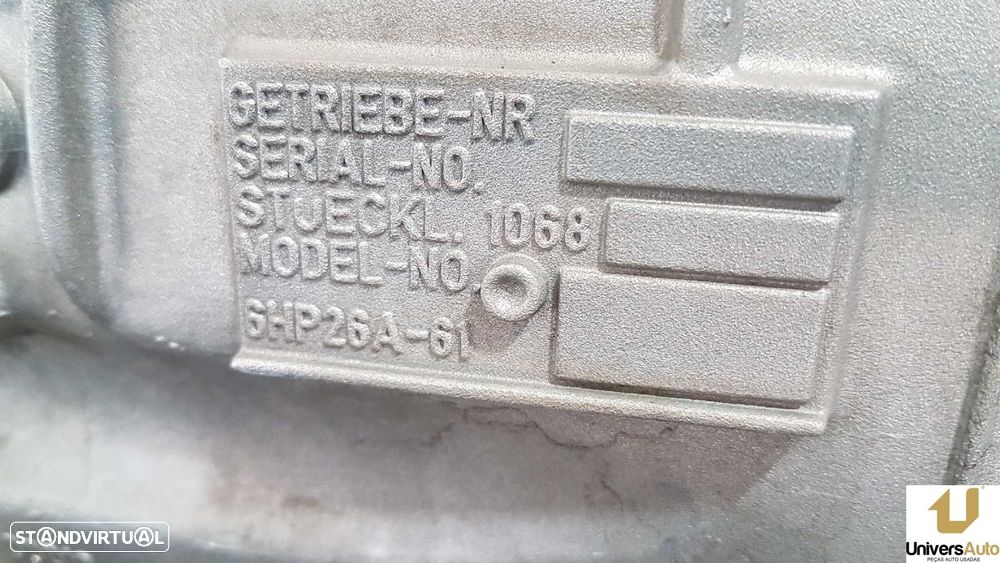 GETRIEBE-NR
SERIAL-NO.
STUECKL. 1068
MODEL-NO.
6HP26A-61
STANDVIRTUAL
UniversAuto
PEÇAS AUTO USADAS